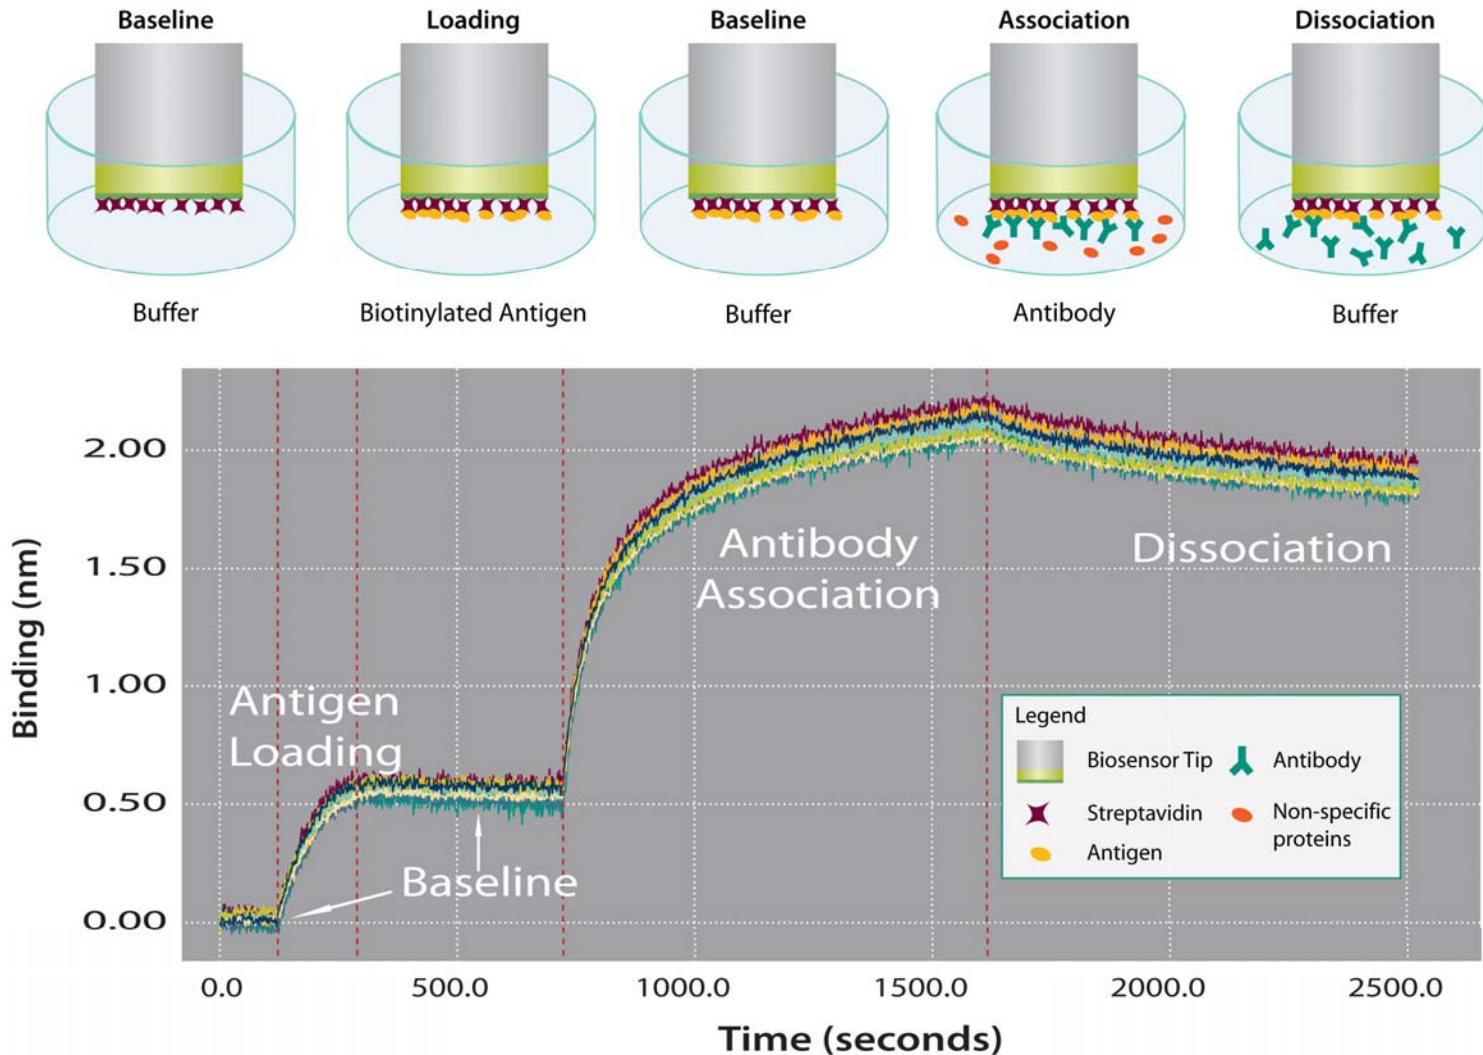 Baseline
Loading
Baseline
Association
Dissociation
Buffer
Biotinylated Antigen
Buffer
Antibody
Buffer
Binding (nm)
2.00
1.50
1.00
0.50
0.00
Antigen
Loading
Baseline
Antibody
Association
Dissociation
Legend
Biosensor Tip
Antibody
Streptavidin
Non-specific
proteins
Antigen
0.0
500.0
1000.0
1500.0
2000.0
2500.0
Time (seconds)